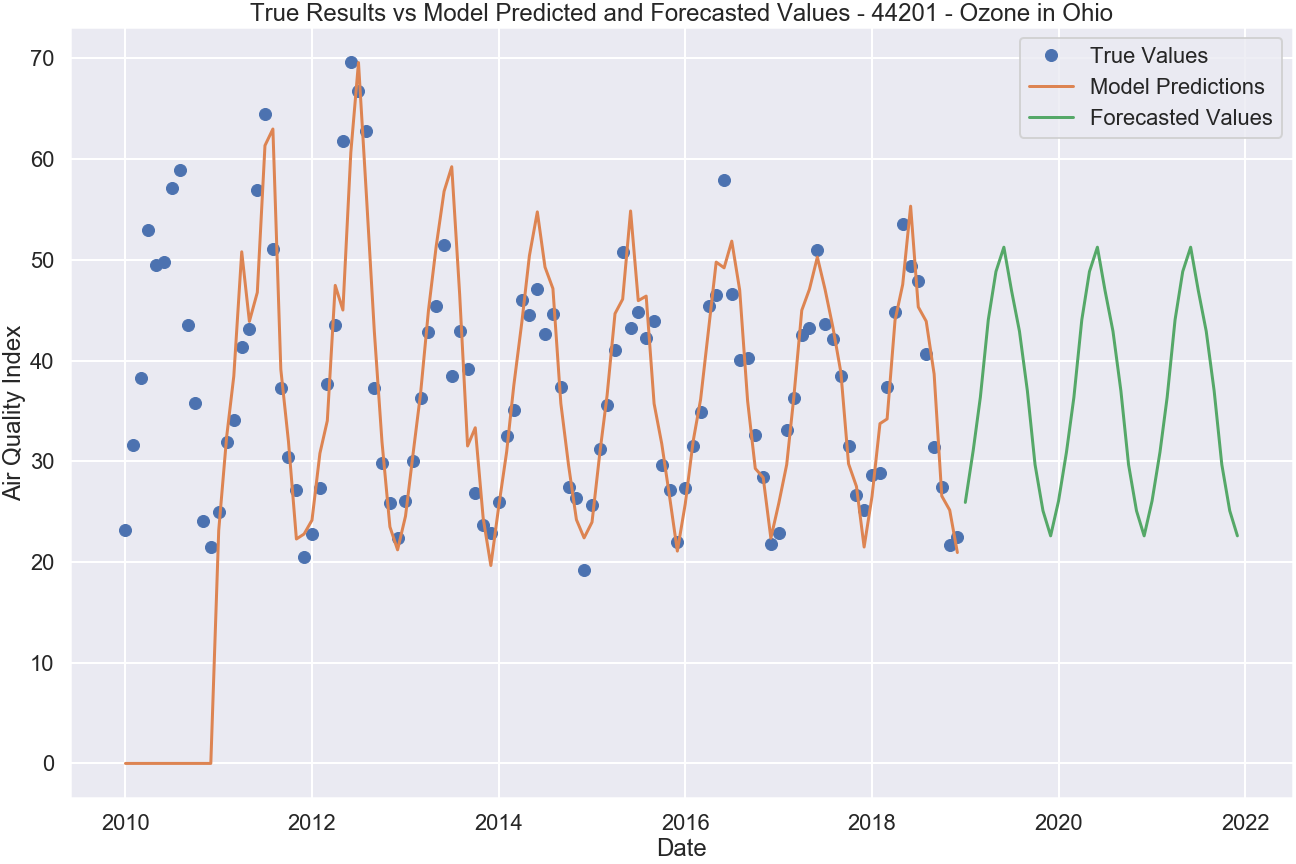 True Results vs Model Predicted and Forecasted Values - 44201 - Ozone in Ohio
True Values
Model Predictions
Forecasted Values
Air Quality Index
70
60
50
40
30
20
10
0
2010 2012 2014 2016 2018 2020 2022
Date